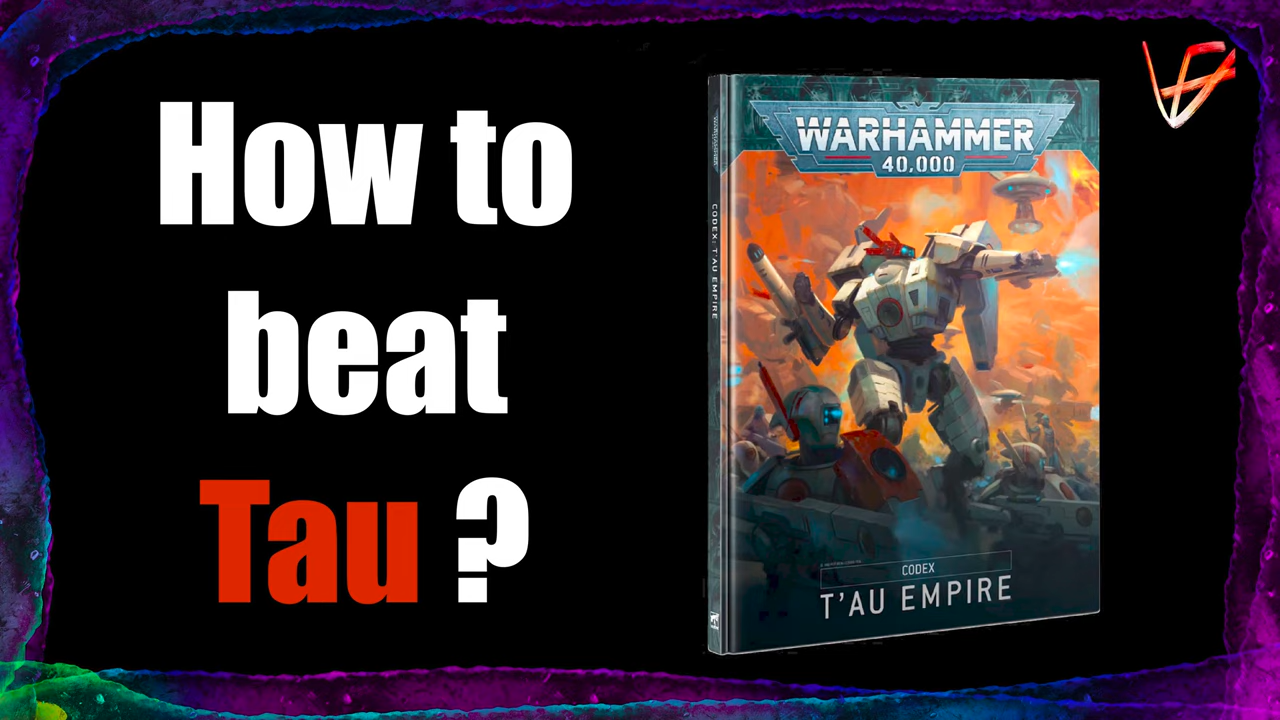 How to
beat
Tau ?
WARHAMMER
40,000
CODEX: T'AU EMPIRE
CODEX
T'AU EMPIRE